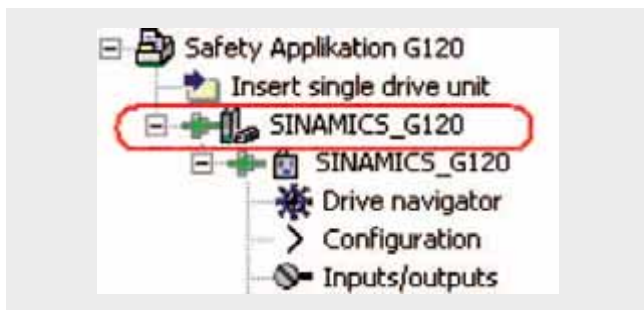 Safety Applikation G120
Insert single drive unit
SINAMICS_G120
SINAMICS_G120
Drive navigator
Configuration
Inputs/outputs